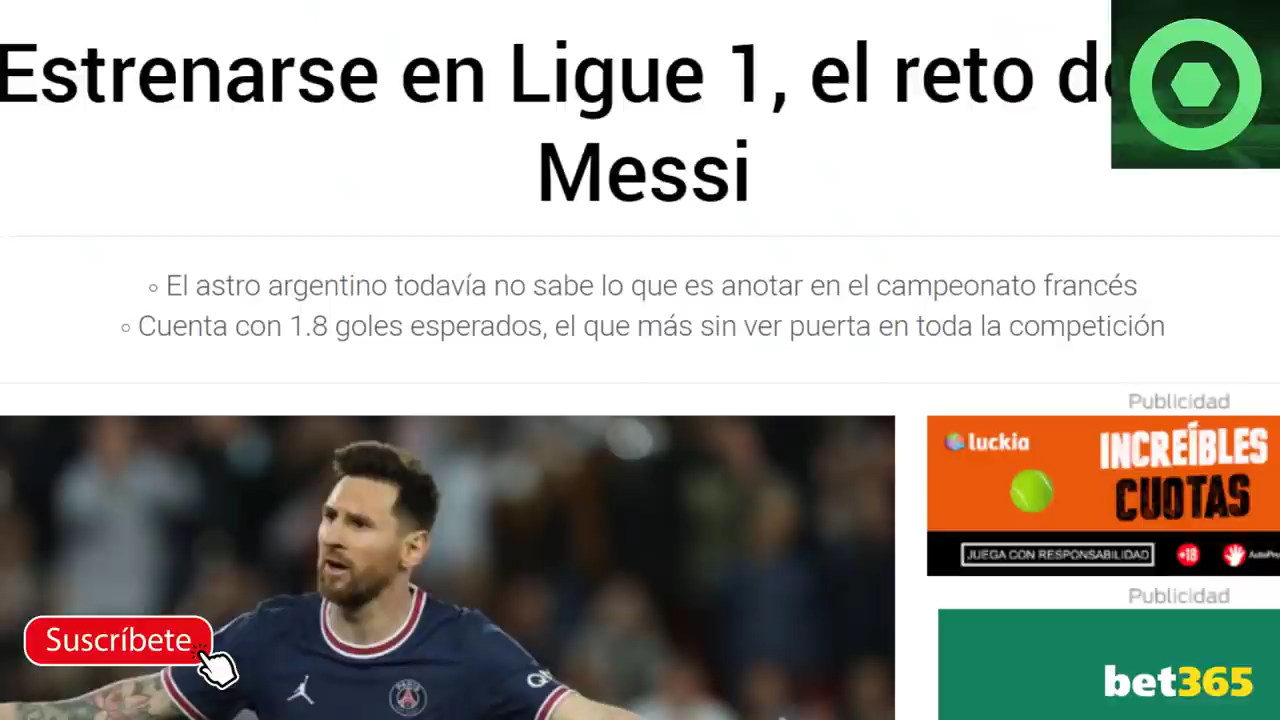 Estrenarse en Ligue 1, el reto de
Messi
◦ El astro argentino todavía no sabe lo que es anotar en el campeonato francés
◦ Cuenta con 1.8 goles esperados, el que más sin ver puerta en toda la competición
Publicidad
luckia
INCREÍBLES
CUOTAS
JUEGA CON RESPONSABILIDAD
+18
Publicidad
Suscríbete
bet365